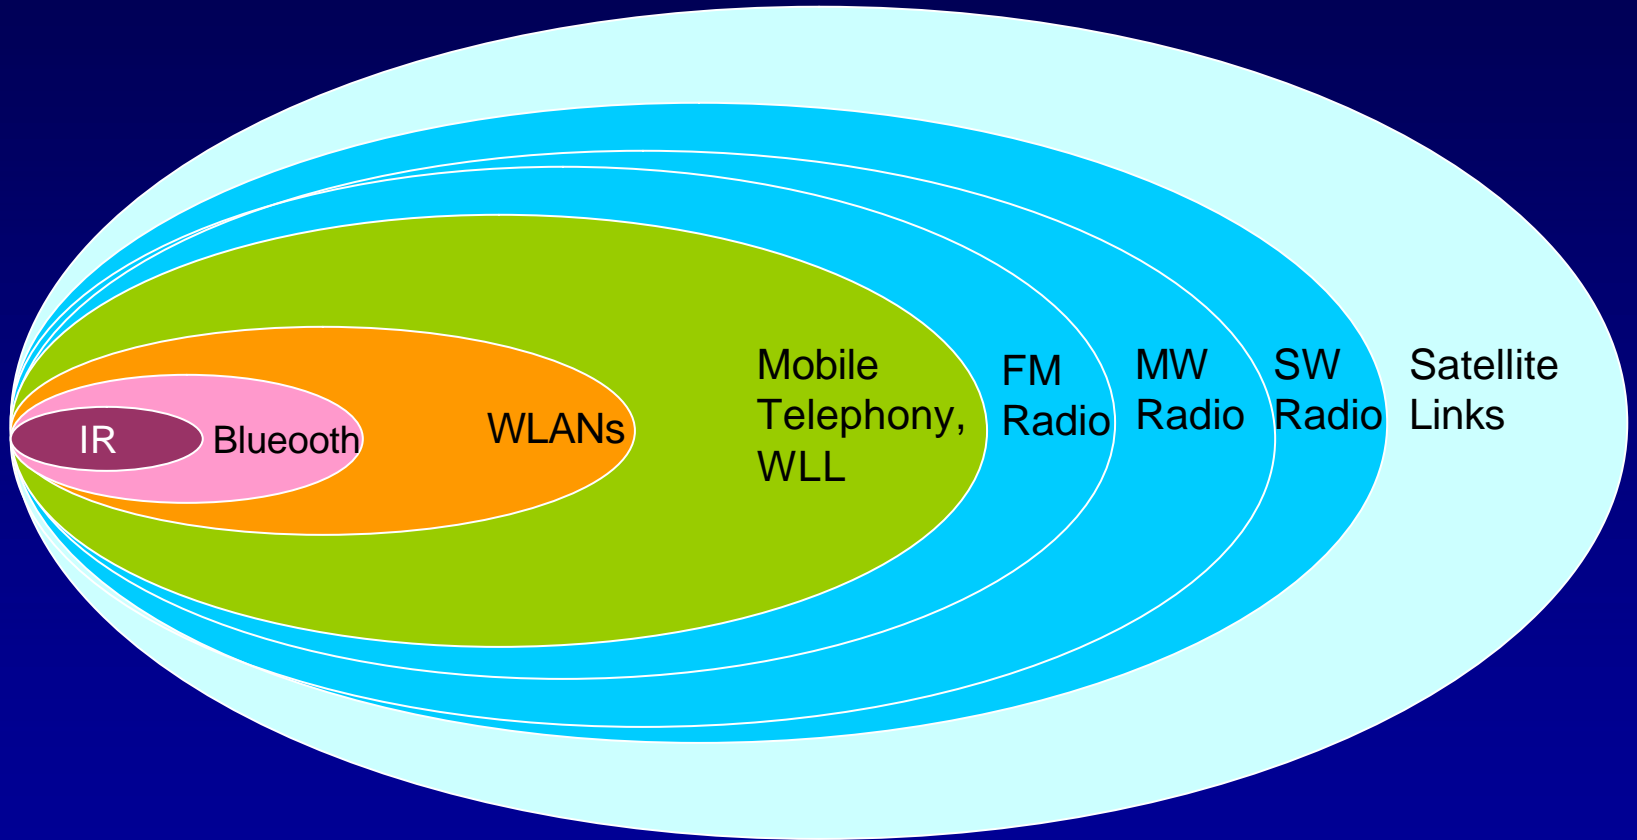 IR
Blueooth
WLANs
Mobile
Telephony,
WLL
FM
Radio
MW
Radio
SW
Radio
Satellite
Links